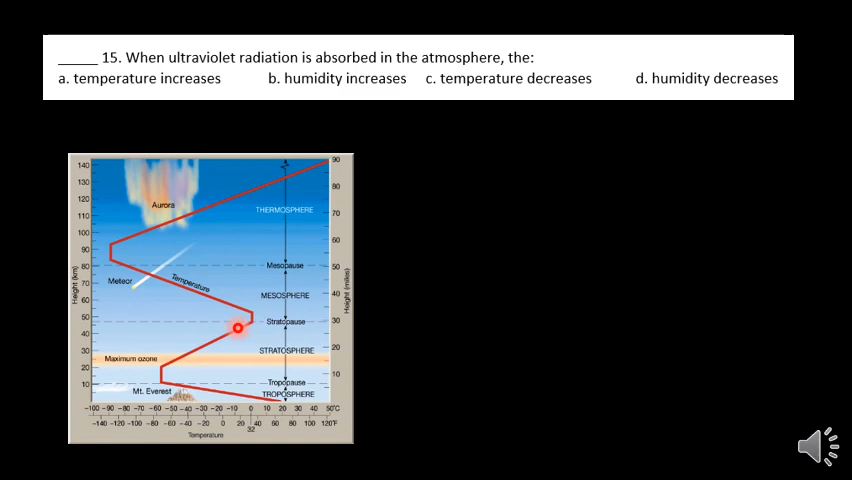 _____ 15. When ultraviolet radiation is absorbed in the atmosphere, the:
a. temperature increases b. humidity increases c. temperature decreases d. humidity decreases
140
130
120
110
100
90
80
70
60
50
40
30
20
10
Height (km)
90
80
70
60
50
40
30
20
10
Height (miles)
Aurora
THERMOSPHERE
Mesopause
Meteor
Temperature
MESOSPHERE
Stratopause
STRATOSPHERE
Maximum ozone
Tropopause
Mt. Everest
TROPOSPHERE
-100 -90 -80 -70 -60 -50 -40 -30 -20 -10 0 10 20 30 40 50°C
-140 -120 -100 -80 -60 -40 -20 0 20 40 60 80 100 120°F
32
Temperature